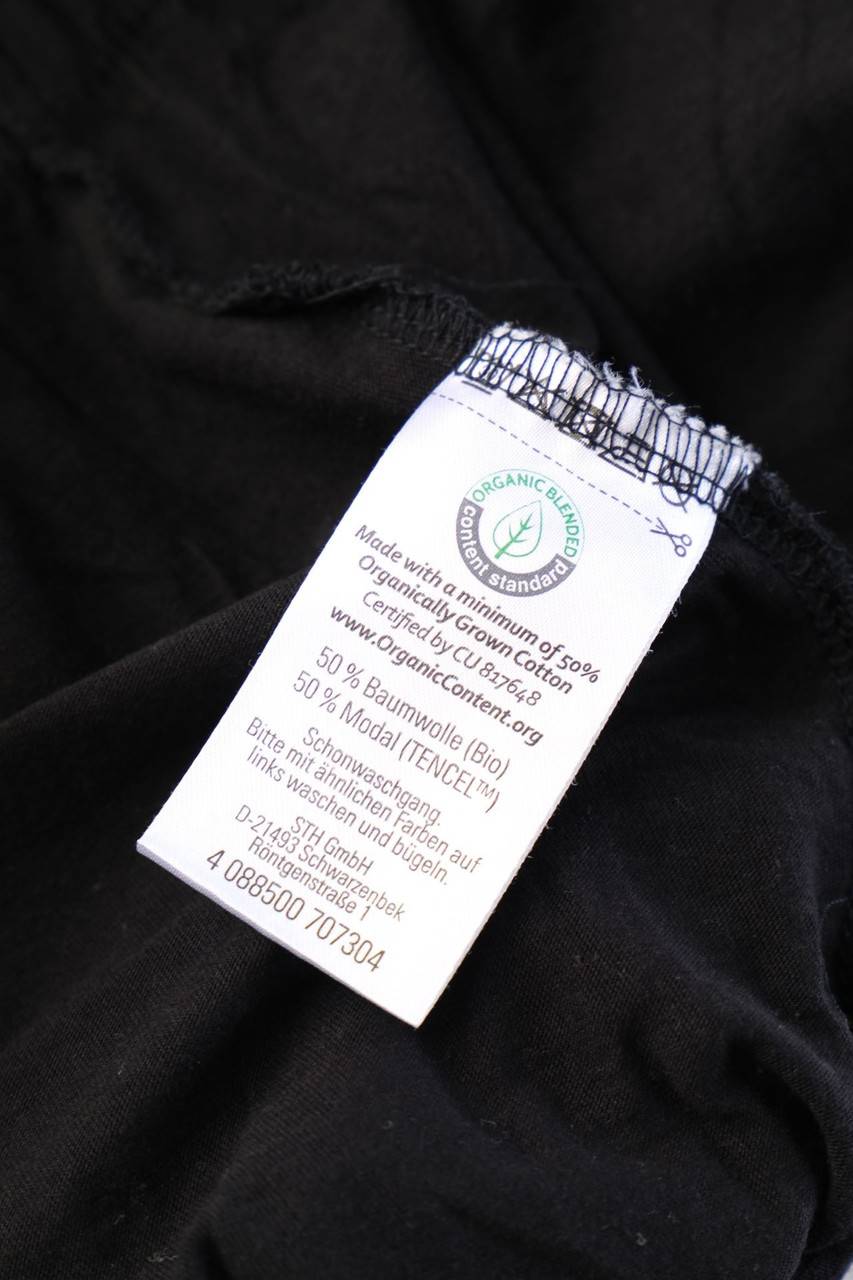 ORGANIC BLENDED
content standard
Made with a minimum of 50%
Organically Grown Cotton
Certified by CU 817648
www.OrganicContent.org
50 % Baumwolle (Bio)
50 % Modal (TENCEL™)
Schonwaschgang.
Bitte mit ähnlichen Farben auf
links waschen und bügeln.
STH GmbH
D-21493 Schwarzenbek
Röntgenstraße 1
4 088500 707304